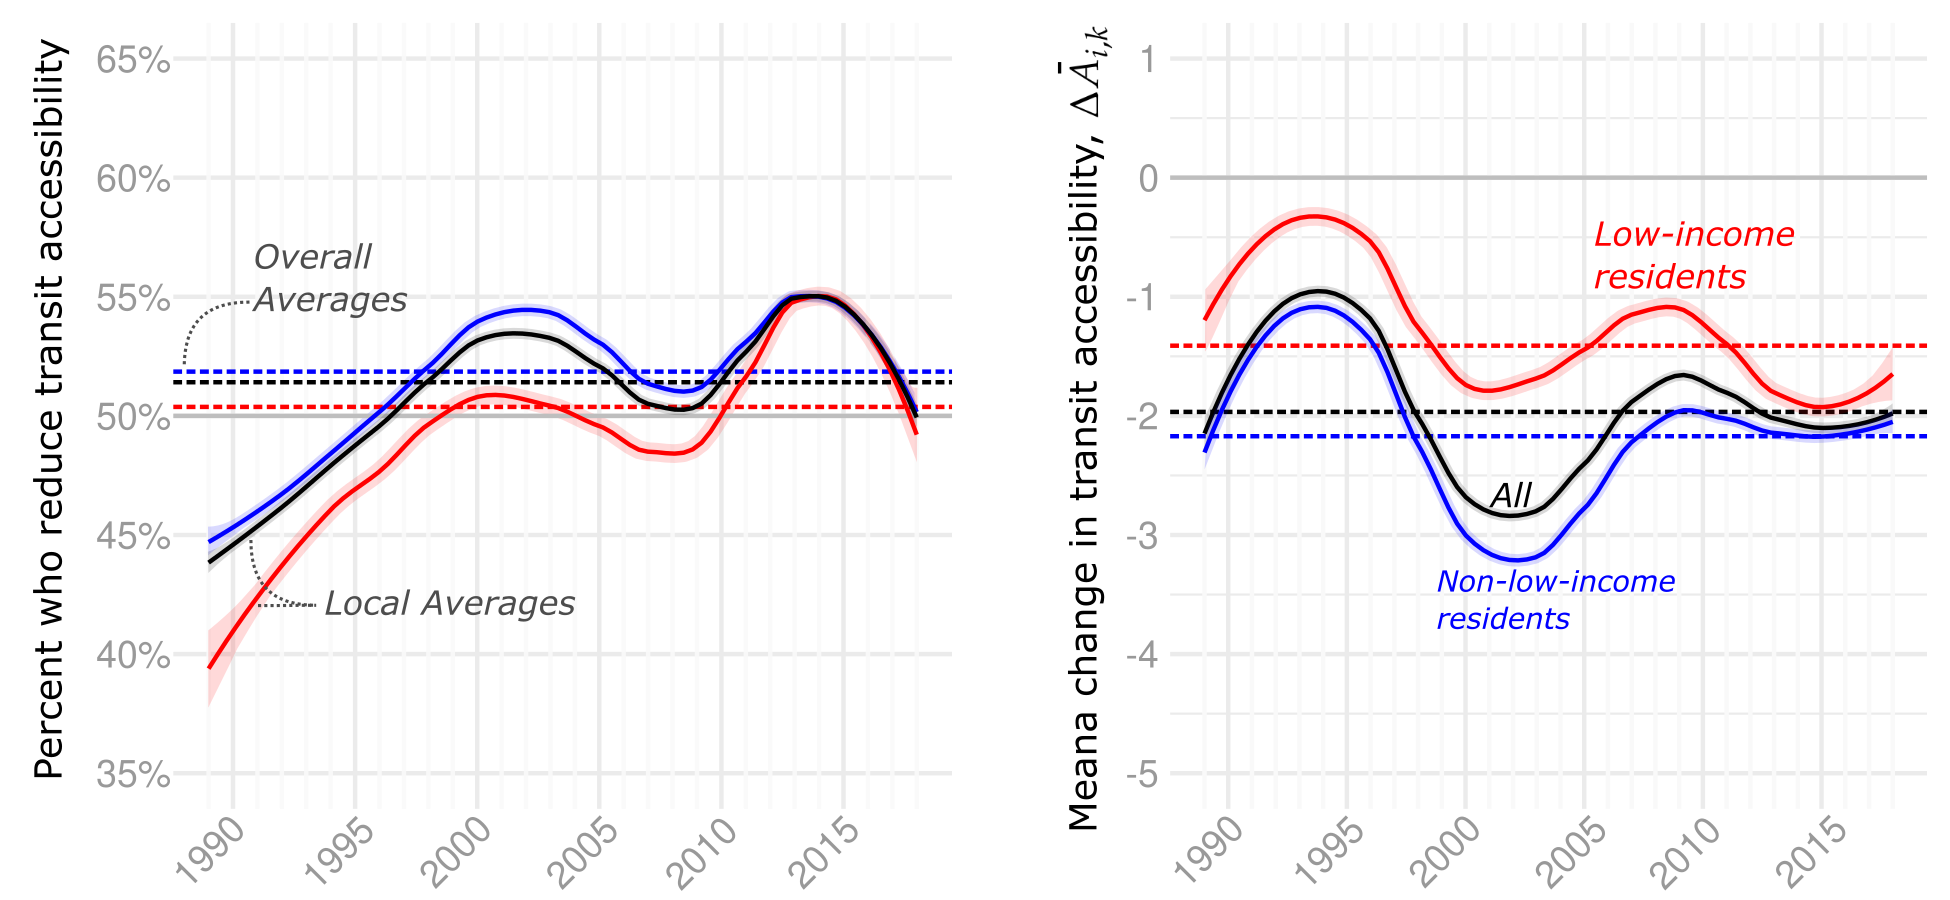 Percent who reduce transit accessibility
65%
60%
55%
50%
45%
40%
35%
Overall
Averages
Local Averages
1990
1995
2000
2005
2010
2015
Meana change in transit accessibility, ΔĀi,k
1
0
-1
-2
-3
-4
-5
Low-income
residents
All
Non-low-income
residents
1990
1995
2000
2005
2010
2015